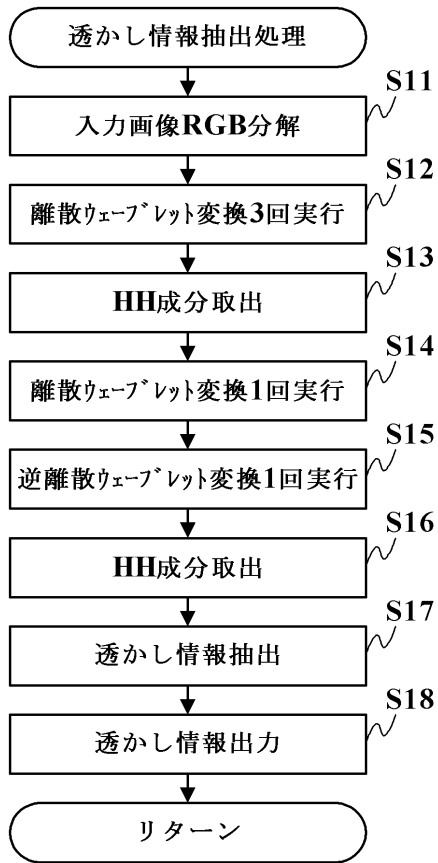 透かし情報抽出処理
S11
入力画像RGB分解
S12
離散ｳｪｰﾌﾞﾚｯﾄ変換3回実行
S13
HH成分取出
S14
離散ｳｪｰﾌﾞﾚｯﾄ変換1回実行
S15
逆離散ｳｪｰﾌﾞﾚｯﾄ変換1回実行
S16
HH成分取出
S17
透かし情報抽出
S18
透かし情報出力
リターン